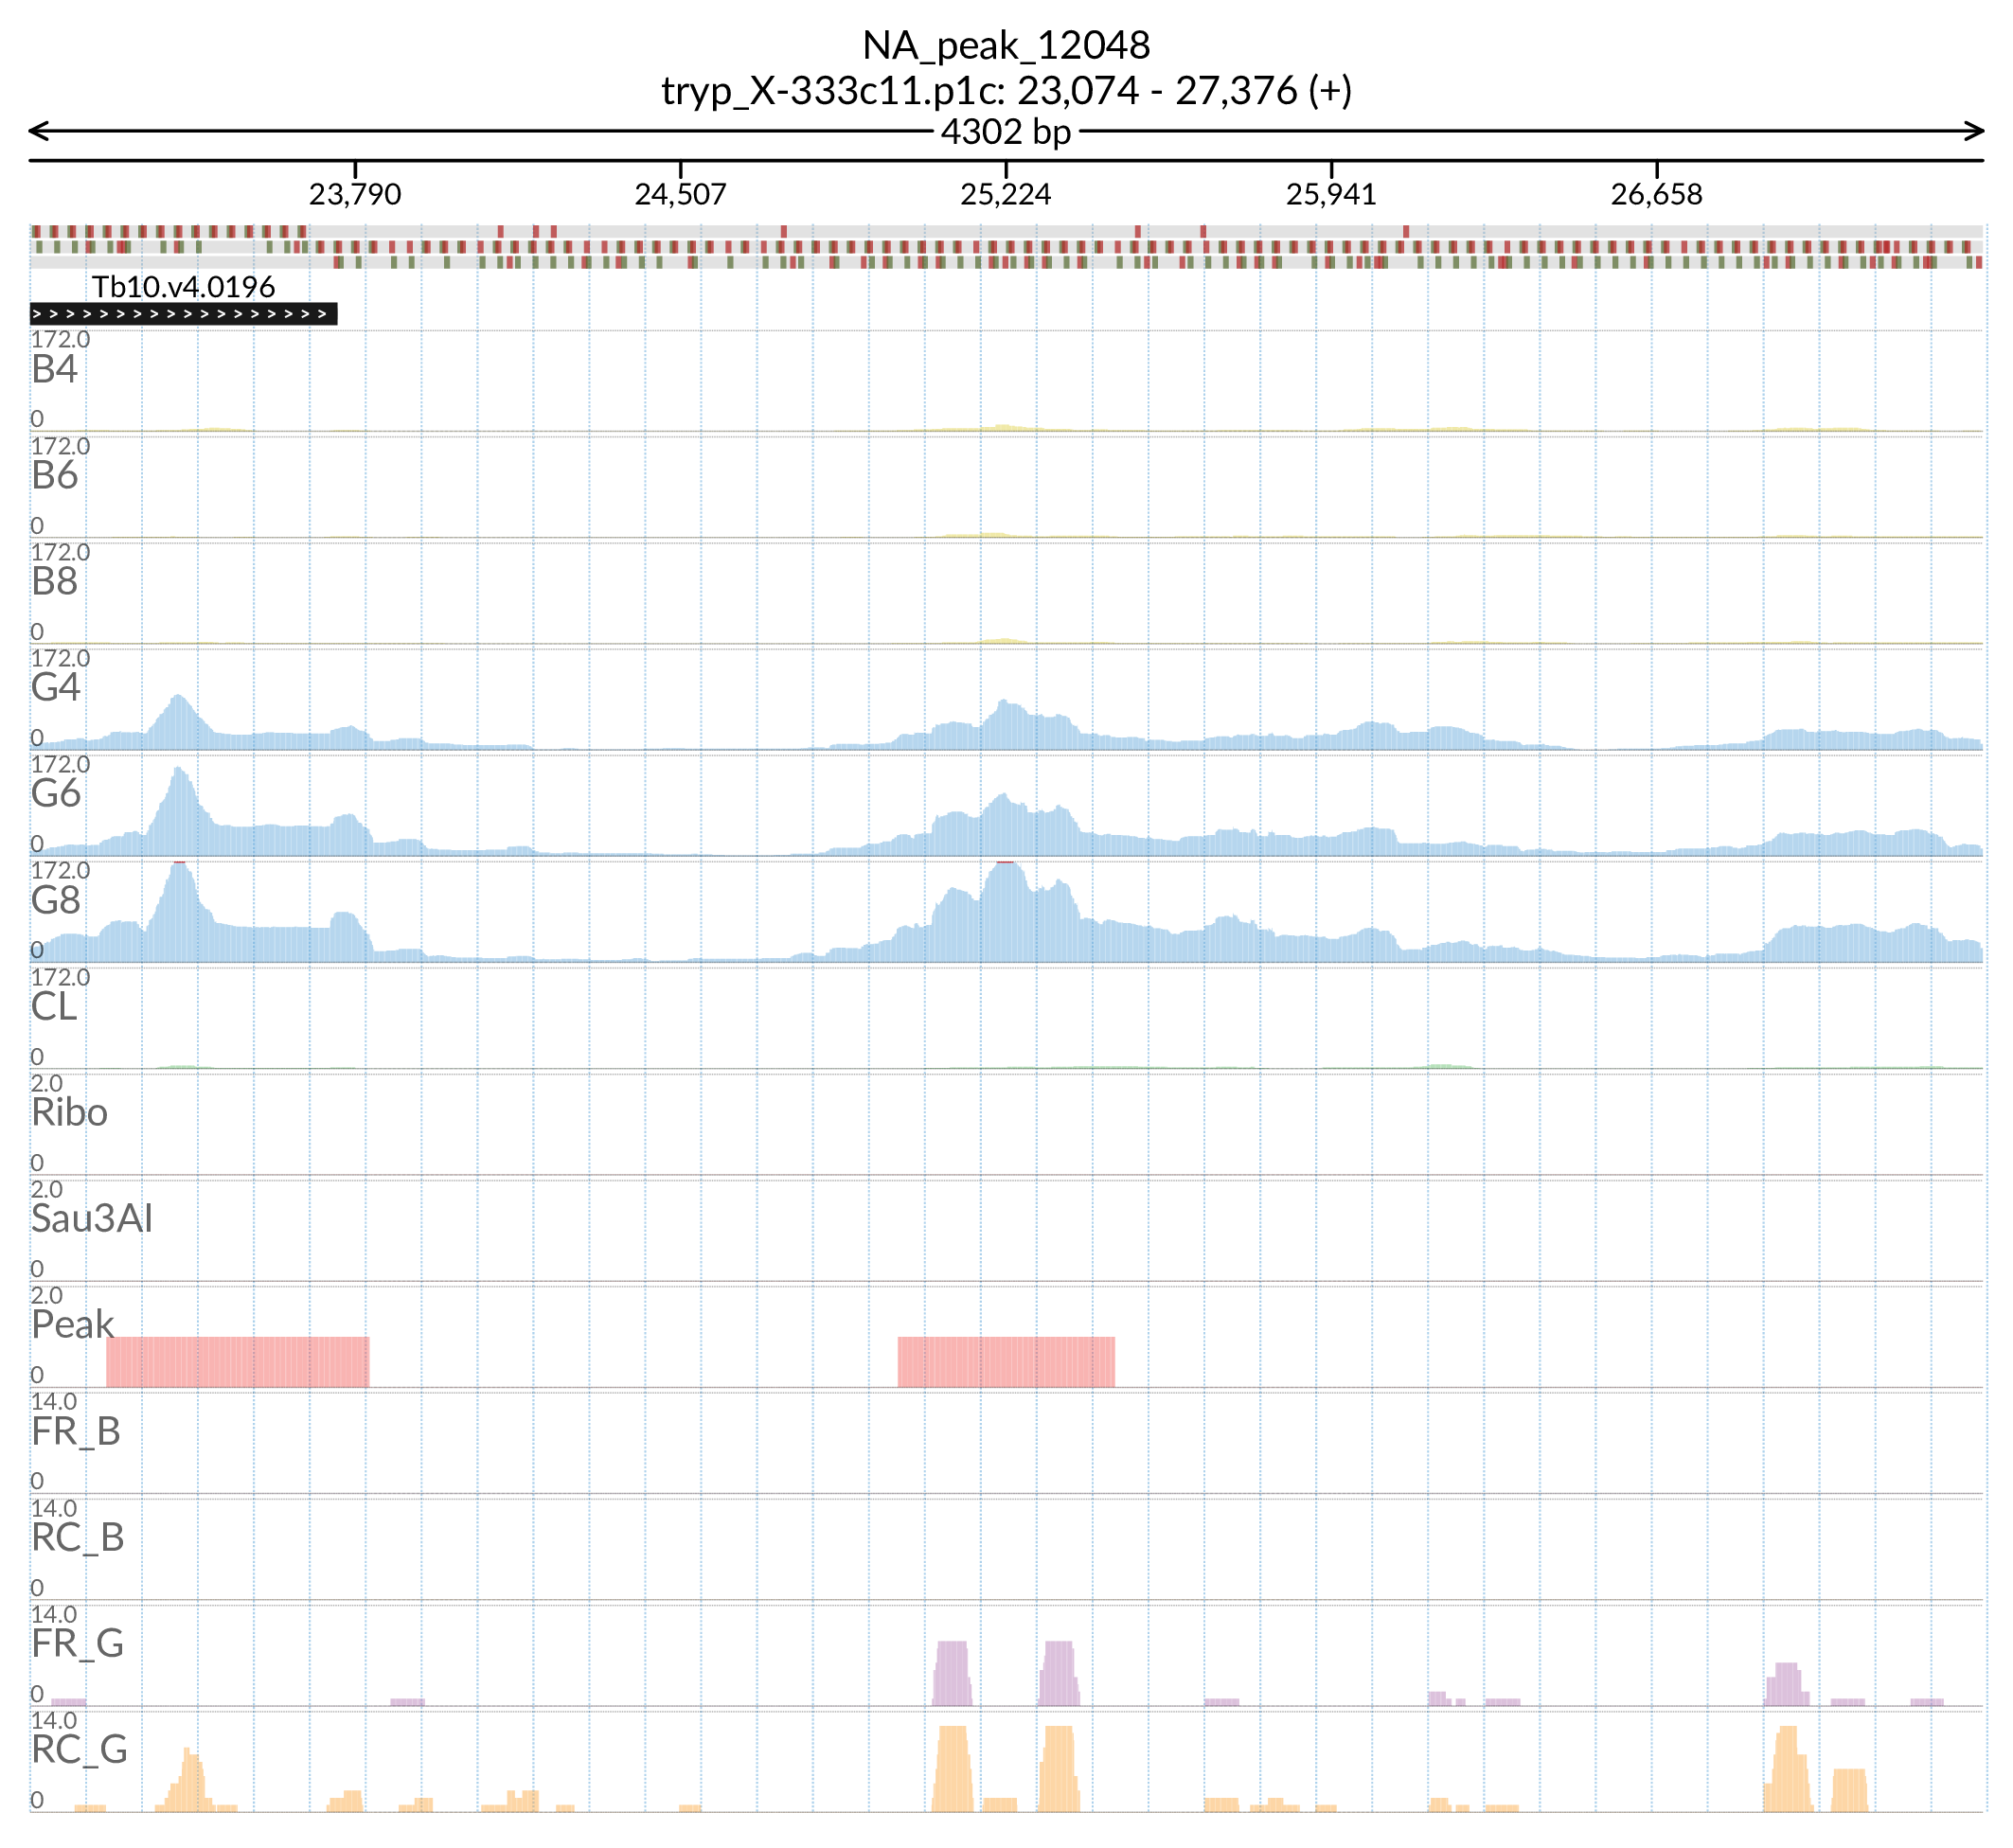 NA_peak_12048
tryp_X-333c11.p1c: 23,074 - 27,376 (+)
4302 bp
23,790 24,507 25,224 25,941 26,658
Tb10.v4.0196
172.0
B4
0
172.0
B6
0
172.0
B8
0
172.0
G4
0
172.0
G6
0
172.0
G8
0
172.0
CL
0
2.0
Ribo
0
2.0
Sau3AI
0
2.0
Peak
0
14.0
FR_B
0
14.0
RC_B
0
14.0
FR_G
0
14.0
RC_G
0